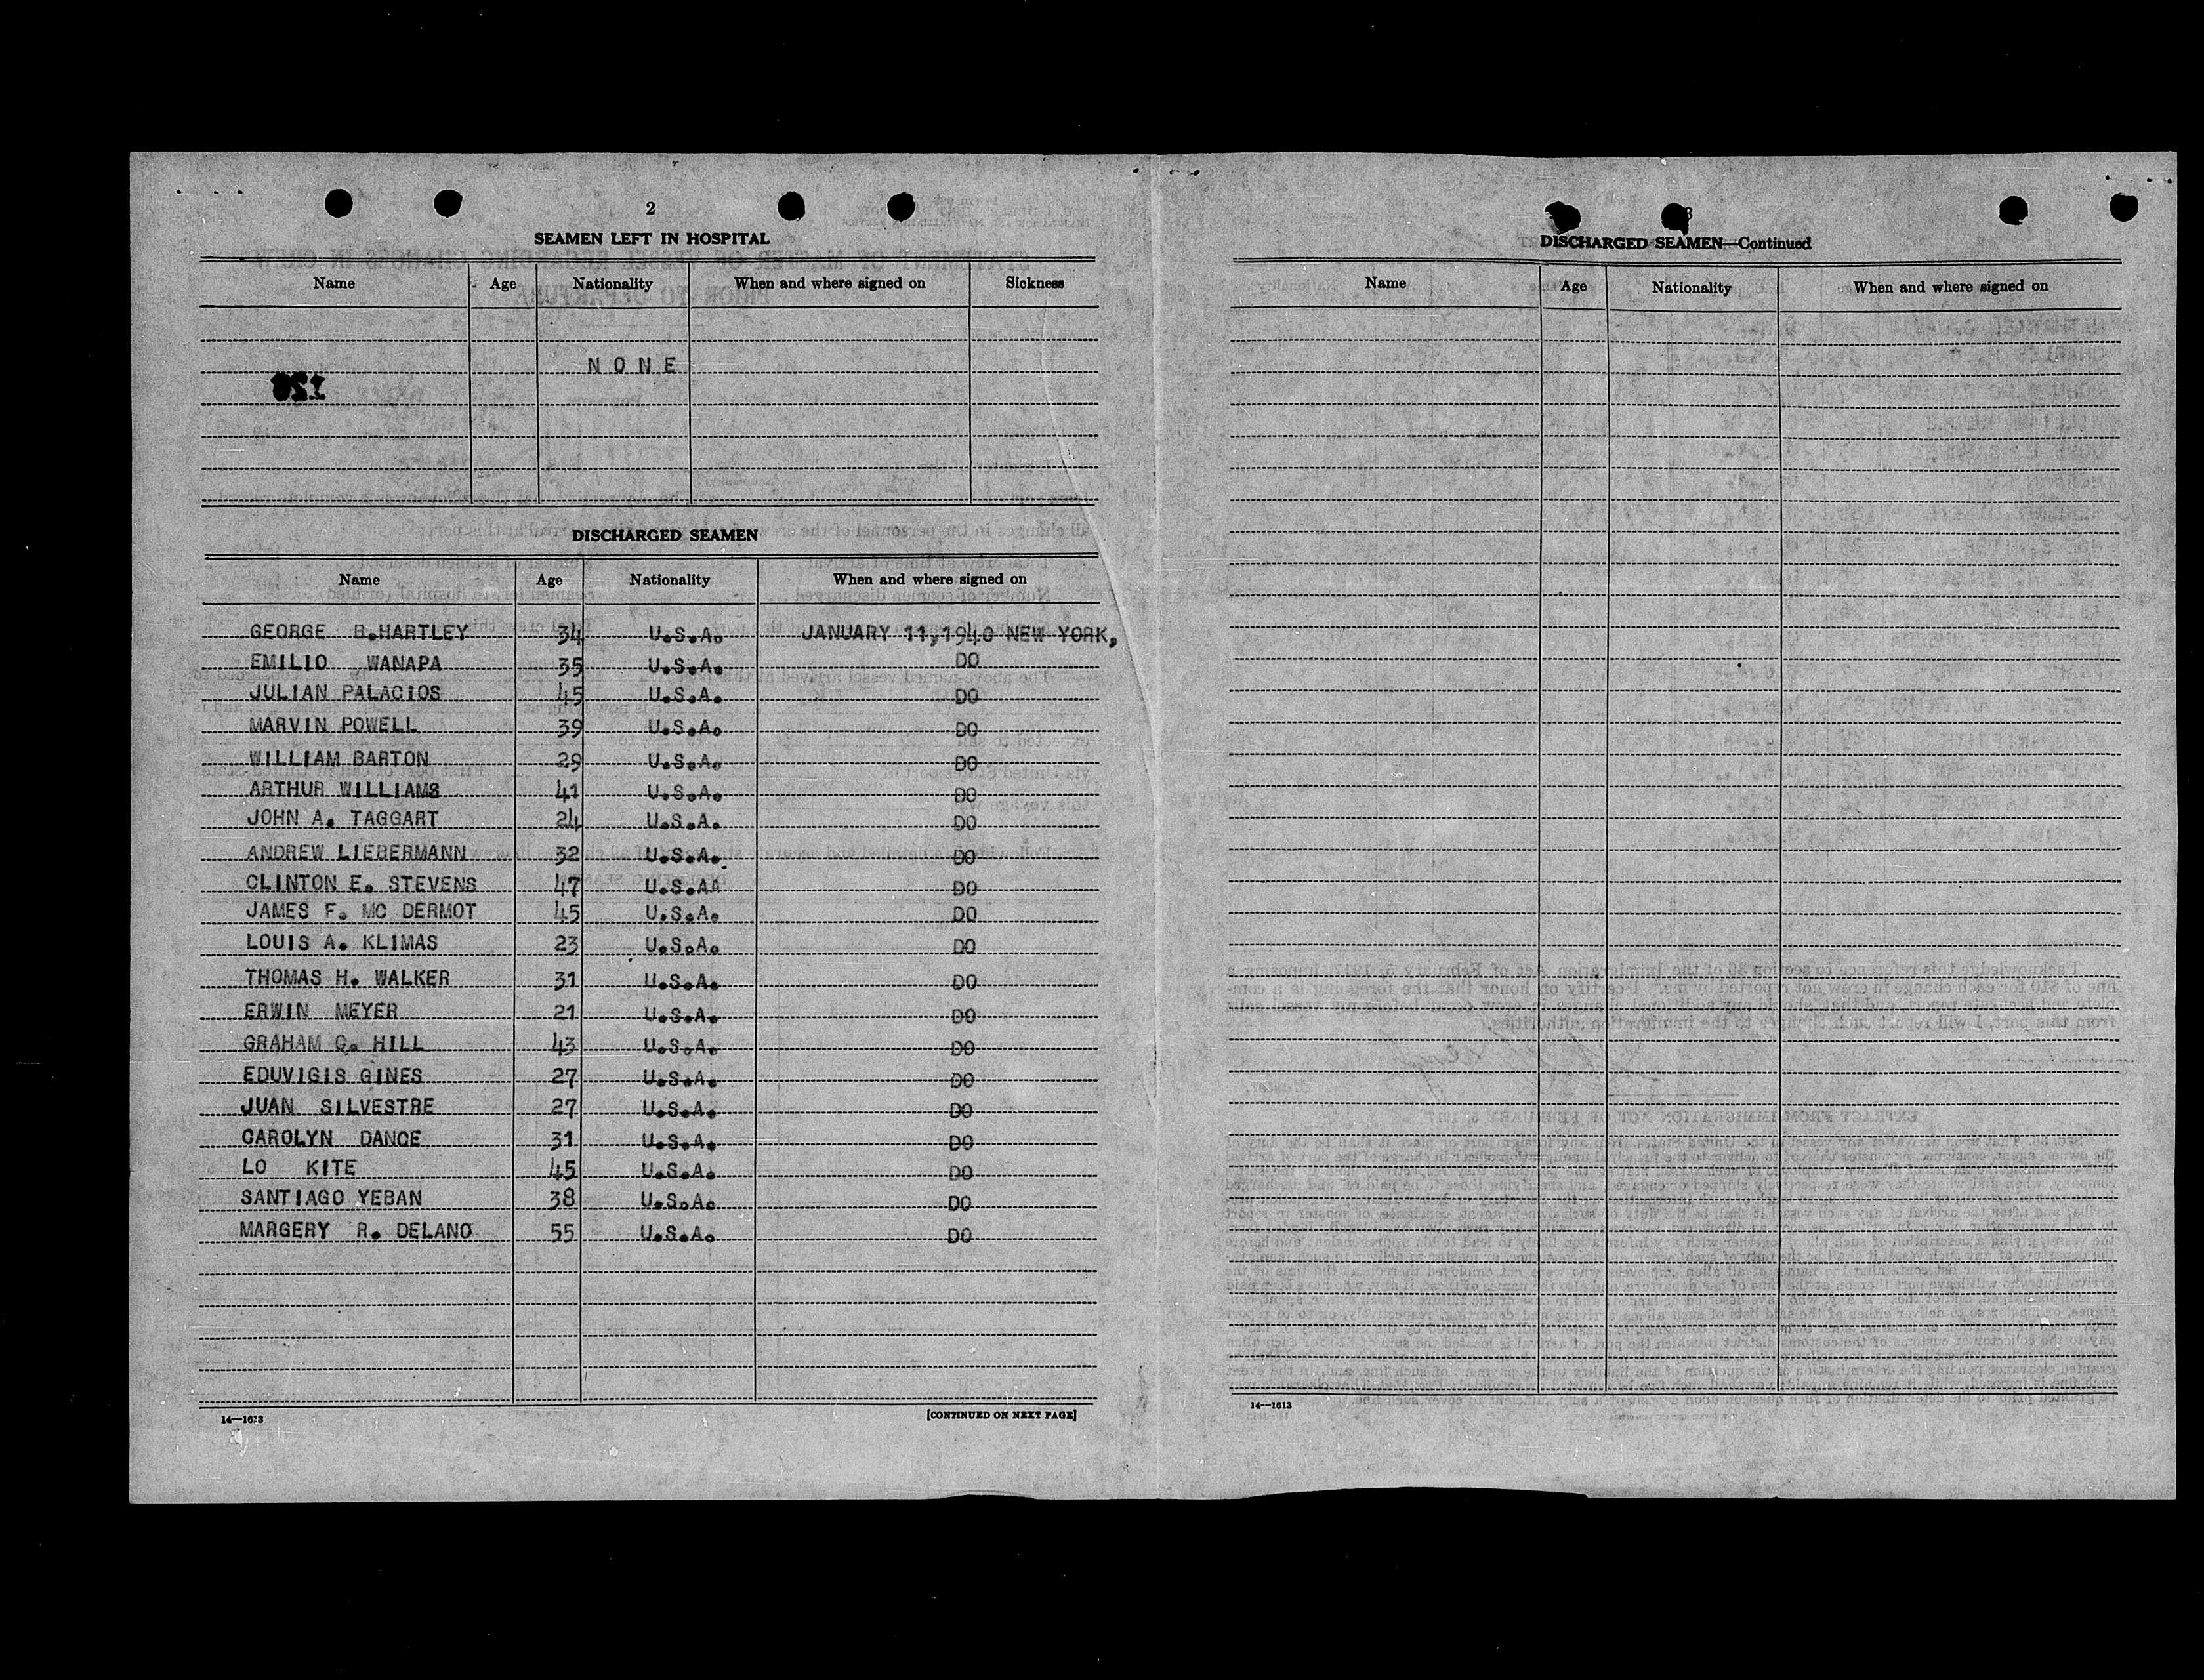 2
SEAMEN LEFT IN HOSPITAL
Name Age Nationality When and where signed on Sickness
NONE
DISCHARGED SEAMEN
Name Age Nationality When and where signed on
GEORGE B.HARTLEY 34 U.S.A. JANUARY 11,1940 NEW YORK,
EMILIO WANAPA 35 U.S.A. DO
JULIAN PALACIOS 45 U.S.A. DO
MARVIN POWELL 39 U.S.A. DO
WILLIAM BARTON 29 U.S.A. DO
ARTHUR WILLIAMS 41 U.S.A. DO
JOHN A. TAGGART 24 U.S.A. DO
ANDREW LIEBERMANN 32 U.S.A. DO
CLINTON E. STEVENS 47 U.S.AA DO
JAMES F. MC DERMOT 45 U.S.A. DO
LOUIS A. KLIMAS 23 U.S.A. DO
THOMAS H. WALKER 31 U.S.A. DO
ERWIN MEYER 21 U.S.A. DO
GRAHAM C. HILL 43 U.S.A. DO
EDUVIGIS GINES 27 U.S.A. DO
JUAN SILVESTRE 27 U.S.A. DO
CAROLYN DANCE 31 U.S.A. DO
LO KITE 45 U.S.A. DO
SANTIAGO YEBAN 38 U.S.A. DO
MARGERY R. DELANO 55 U.S.A. DO
14—1613
[CONTINUED ON NEXT PAGE]
3
DISCHARGED SEAMEN—Continued
Name Age Nationality When and where signed on
14—1613